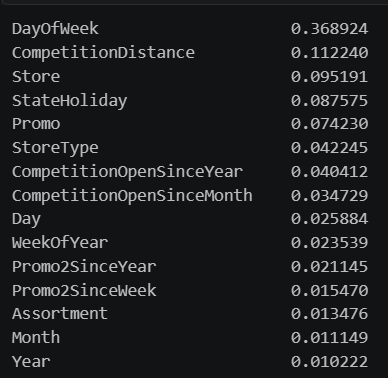 DayOfWeek 0.368924
CompetitionDistance 0.112240
Store 0.095191
StateHoliday 0.087575
Promo 0.074230
StoreType 0.042245
CompetitionOpenSinceYear 0.040412
CompetitionOpenSinceMonth 0.034729
Day 0.025884
WeekOfYear 0.023539
Promo2SinceYear 0.021145
Promo2SinceWeek 0.015470
Assortment 0.013476
Month 0.011149
Year 0.010222